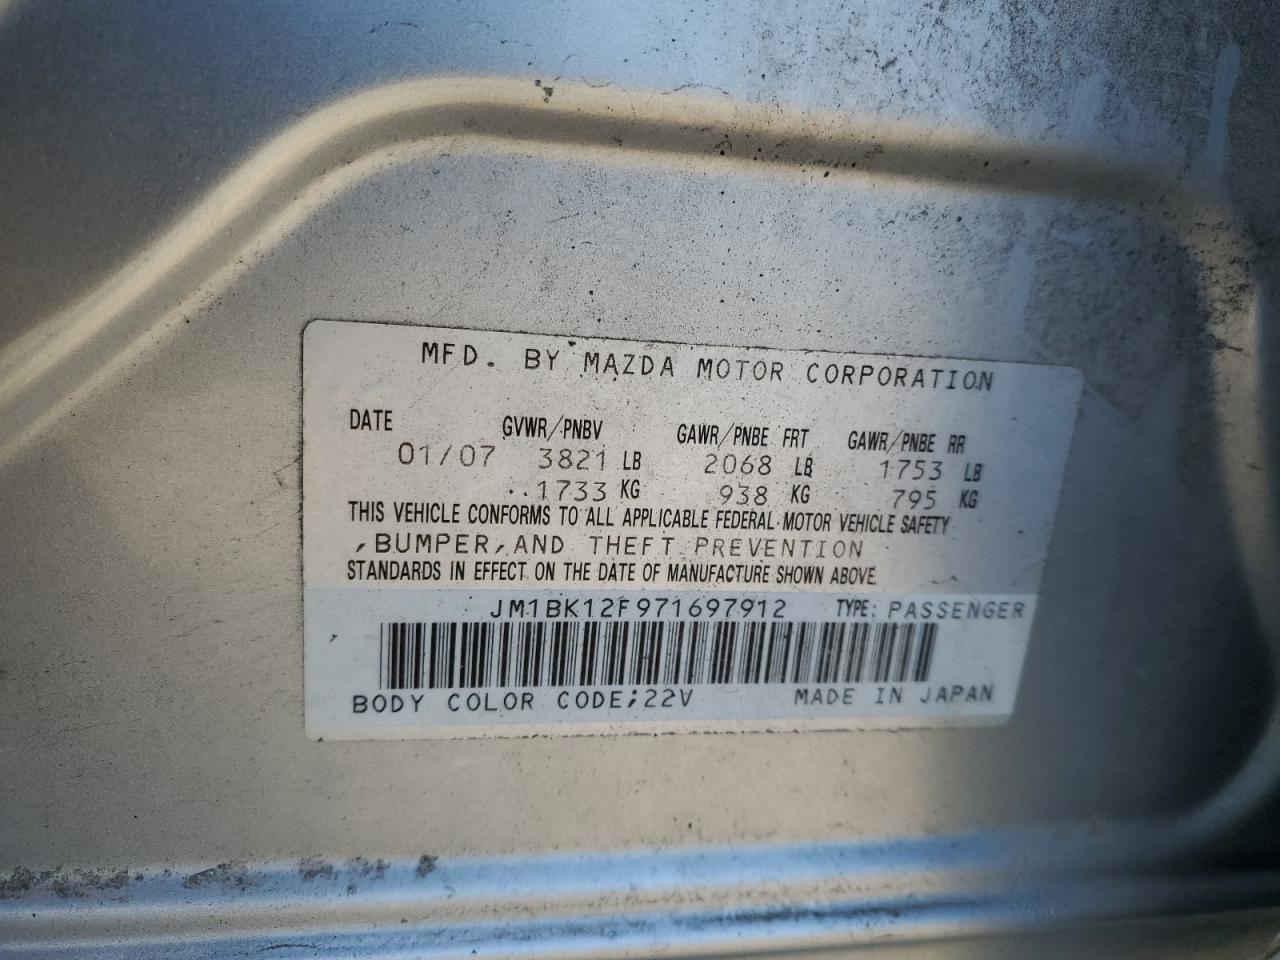 MFD. BY MAZDA MOTOR CORPORATION
DATE GVWR/PNBV GAWR/PNBE FRT GAWR/PNBE RR
01/07 3821 LB 2068 LB 1753 LB
1733 KG 938 KG 795 KG
THIS VEHICLE CONFORMS TO ALL APPLICABLE FEDERAL MOTOR VEHICLE SAFETY
,BUMPER,AND THEFT PREVENTION
STANDARDS IN EFFECT ON THE DATE OF MANUFACTURE SHOWN ABOVE.
JM1BK12F971697912 TYPE: PASSENGER
BODY COLOR CODE;22V MADE IN JAPAN